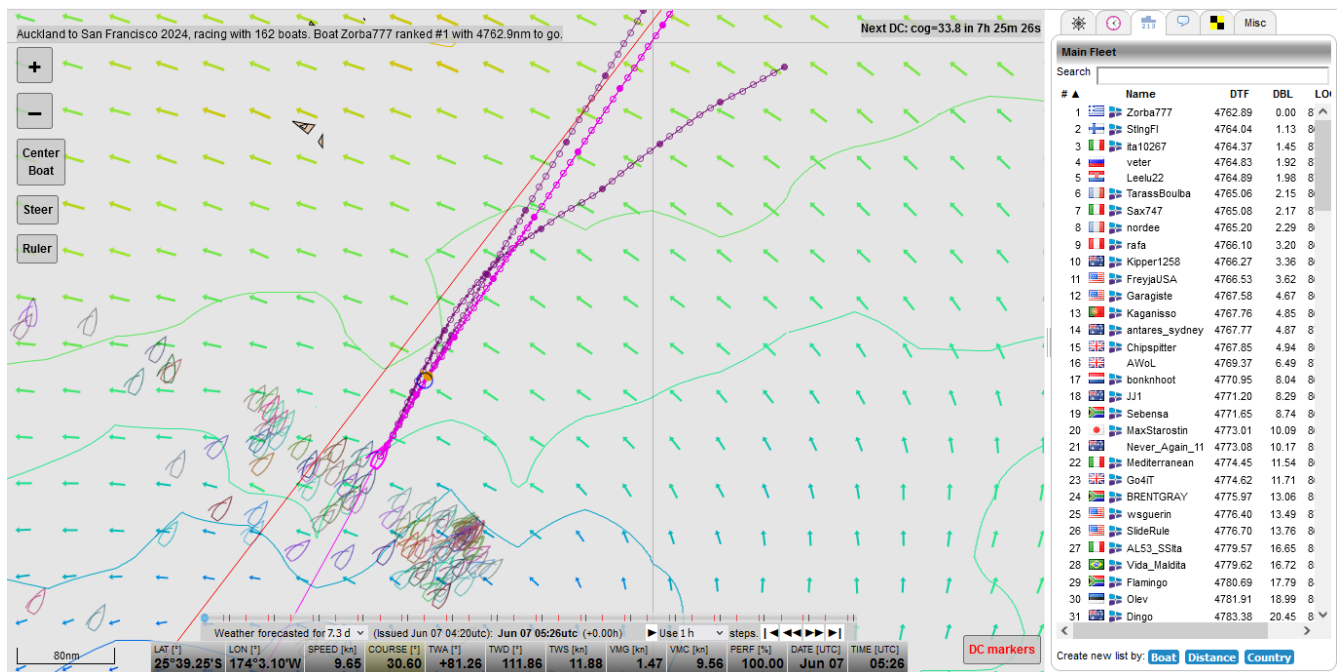 Auckland to San Francisco 2024, racing with 162 boats. Boat Zorba777 ranked #1 with 4762.9nm to go.
Next DC: cog=33.8 in 7h 25m 26s
+
−
Center
Boat
Steer
Ruler
80nm
Weather forecasted for 7.3 d (Issued Jun 07 04:20utc): Jun 07 05:26utc (+0.00h) Use 1 h steps.
LAT [°] LON [°] SPEED [kn] COURSE [°] TWA [°] TWD [°] TWS [kn] VMG [kn] VMC [kn] PERF [%] DATE [UTC] TIME [UTC]
25°39.25'S 174°3.10'W 9.65 30.60 +81.26 111.86 11.88 1.47 9.56 100.00 Jun 07 05:26
DC markers
Misc
Main Fleet
Search
# ▲ Name DTF DBL
1 Zorba777 4762.89 0.00
2 StIngFI 4764.04 1.13
3 ita10267 4764.37 1.45
4 veter 4764.83 1.92
5 Leelu22 4764.89 1.98
6 TarassBoulba 4765.06 2.15
7 Sax747 4765.08 2.17
8 nordee 4765.20 2.29
9 rafa 4766.10 3.20
10 Kipper1258 4766.27 3.36
11 FreyjaUSA 4766.53 3.62
12 Garagiste 4767.58 4.67
13 Kaganisso 4767.76 4.85
14 antares_sydney 4767.77 4.87
15 Chipspitter 4767.85 4.94
16 AWoL 4769.37 6.49
17 bonknhoot 4770.95 8.04
18 JJ1 4771.20 8.29
19 Sebensa 4771.65 8.74
20 MaxStarostin 4773.01 10.09
21 Never_Again_11 4773.08 10.17
22 Mediterranean 4774.45 11.54
23 Go4iT 4774.62 11.71
24 BRENTGRAY 4775.97 13.06
25 wsguerin 4776.40 13.49
26 SlideRule 4776.70 13.76
27 AL53_SSIta 4779.57 16.65
28 Vida_Maldita 4779.62 16.72
29 Flamingo 4780.69 17.79
30 Olev 4781.91 18.99
31 Dingo 4783.38 20.45
Create new list by: Boat Distance Country